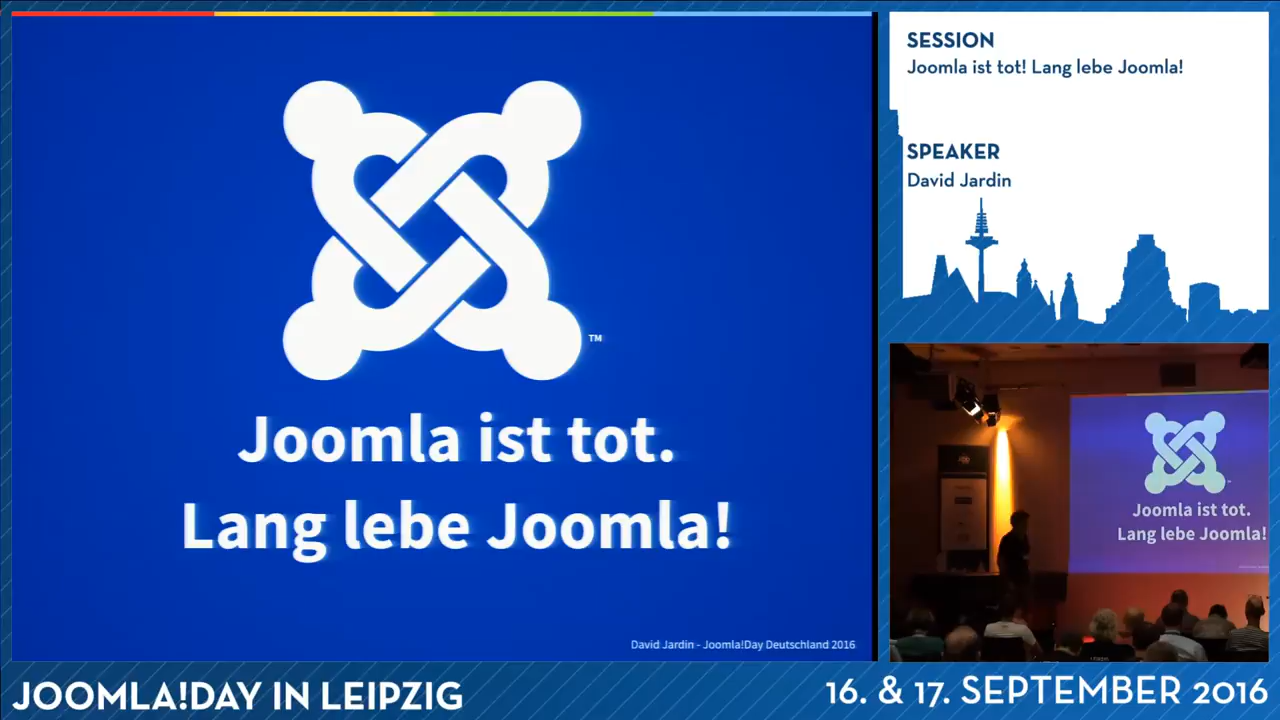 Joomla ist tot.
Lang lebe Joomla!
David Jardin - Joomla!Day Deutschland 2016
TM
SESSION
Joomla ist tot! Lang lebe Joomla!
SPEAKER
David Jardin
Joomla ist tot.
Lang lebe Joomla!
JOOMLA!DAY IN LEIPZIG
16. & 17. SEPTEMBER 2016